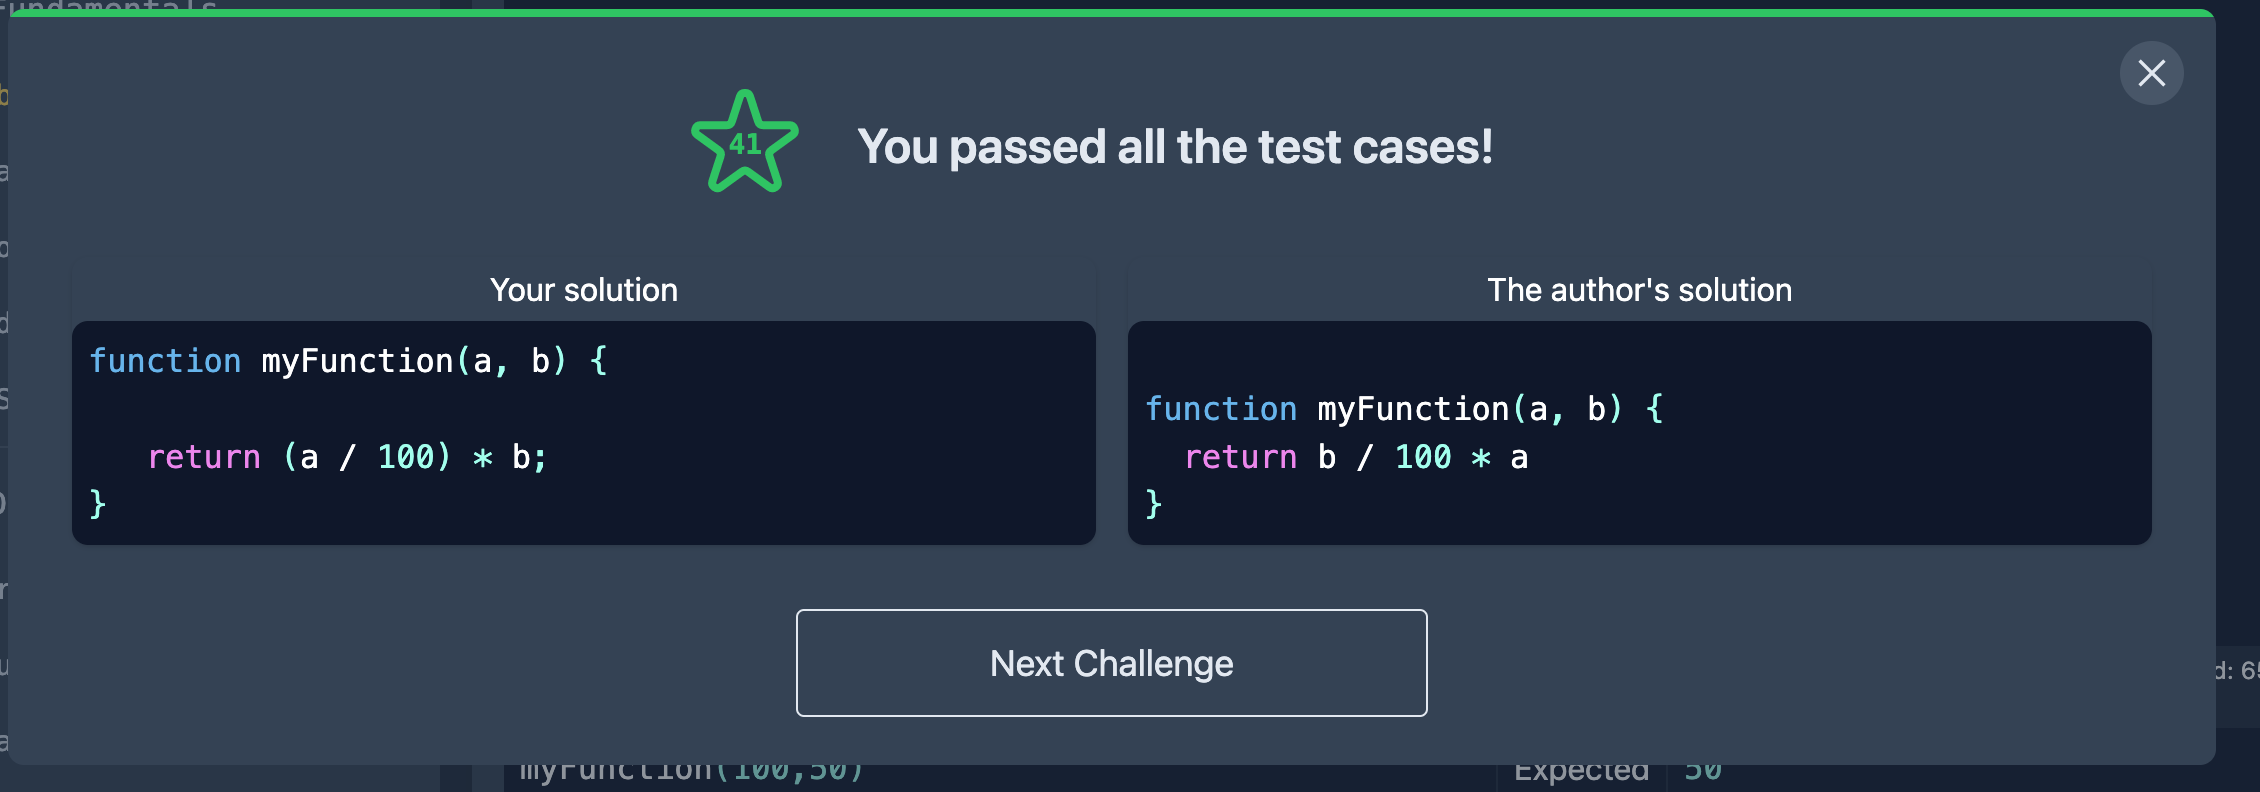 Fundamentals
41
You passed all the test cases!
Your solution
function myFunction(a, b) {
return (a / 100) * b;
}
The author's solution
function myFunction(a, b) {
return b / 100 * a
}
Next Challenge
d: 65
myFunction(100,50)
Expected
50